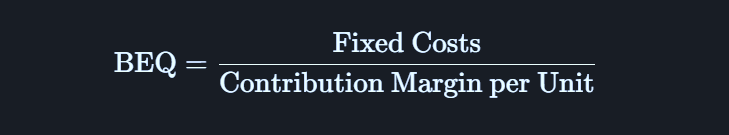 BEQ = Fixed Costs
Contribution Margin per Unit